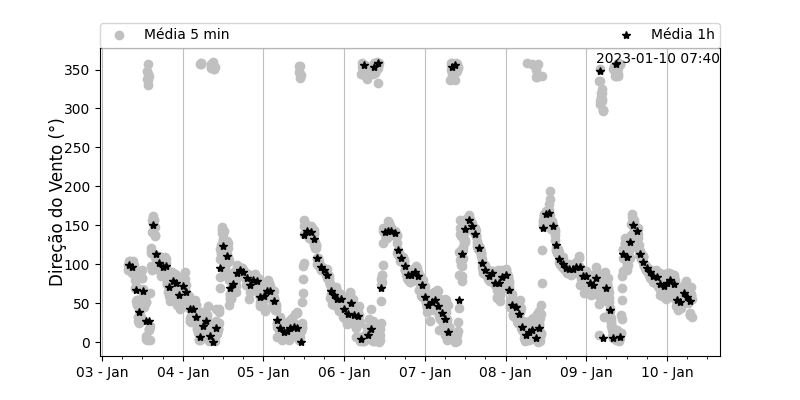 Média 5 min
Média 1h
2023-01-10 07:40
Direção do Vento (°)
350
300
250
200
150
100
50
0
03 - Jan
04 - Jan
05 - Jan
06 - Jan
07 - Jan
08 - Jan
09 - Jan
10 - Jan